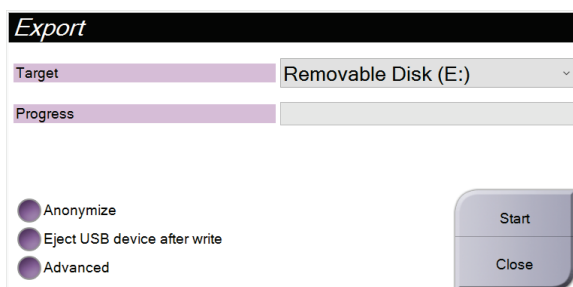 Export
Target
Removable Disk (E:)
Progress
Anonymize
Eject USB device after write
Advanced
Start
Close